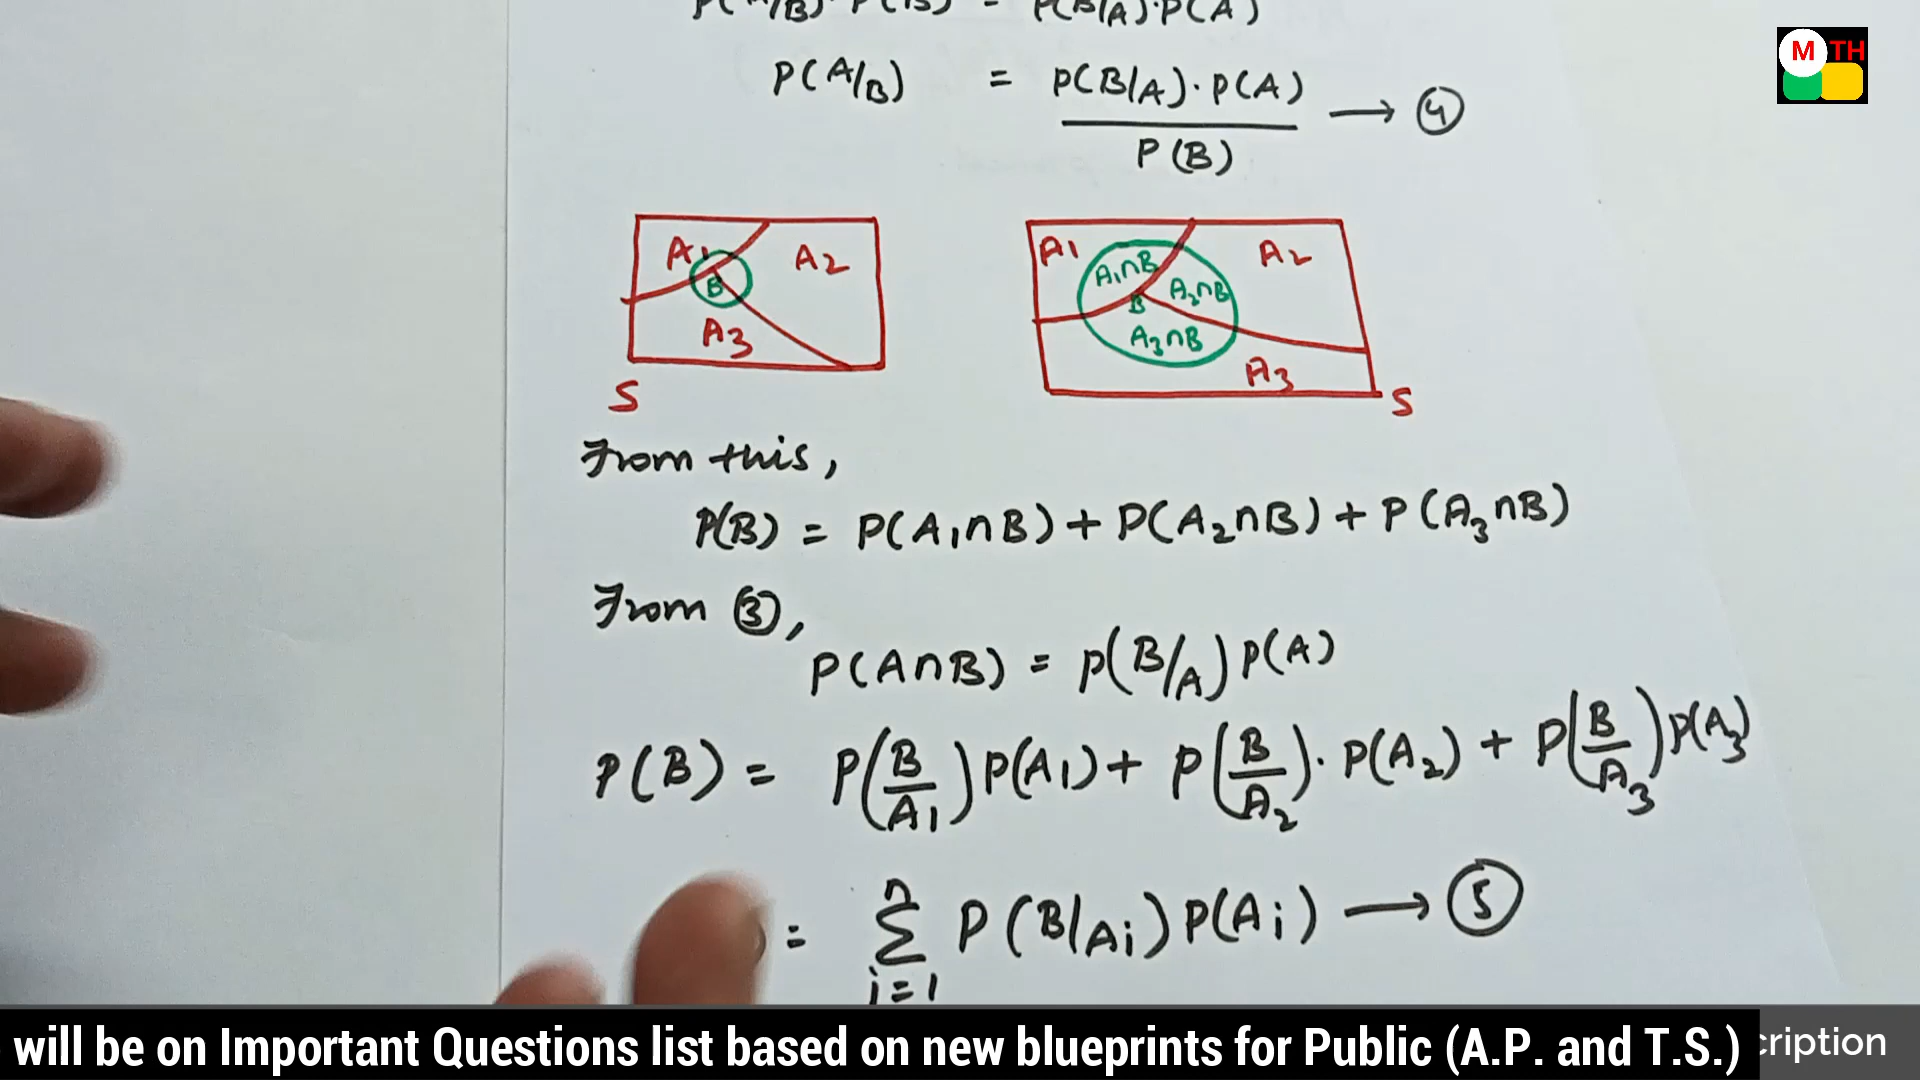 P(A/B)·P(B) = P(B/A)·P(A)
P(A/B) = P(B/A)·P(A) → ④
P(B)
M TH
A1 A2 B A3 S
A1 A1∩B A2∩B B A3∩B A2 A3 S
From this,
P(B) = P(A1∩B) + P(A2∩B) + P(A3∩B)
From ③,
P(A∩B) = P(B/A) P(A)
P(B) = P(B/A1) P(A1) + P(B/A2)·P(A2) + P(B/A3) P(A3)
= n∑i=1 P(B/Ai) P(Ai) → ⑤
will be on Important Questions list based on new blueprints for Public (A.P. and T.S.) cription